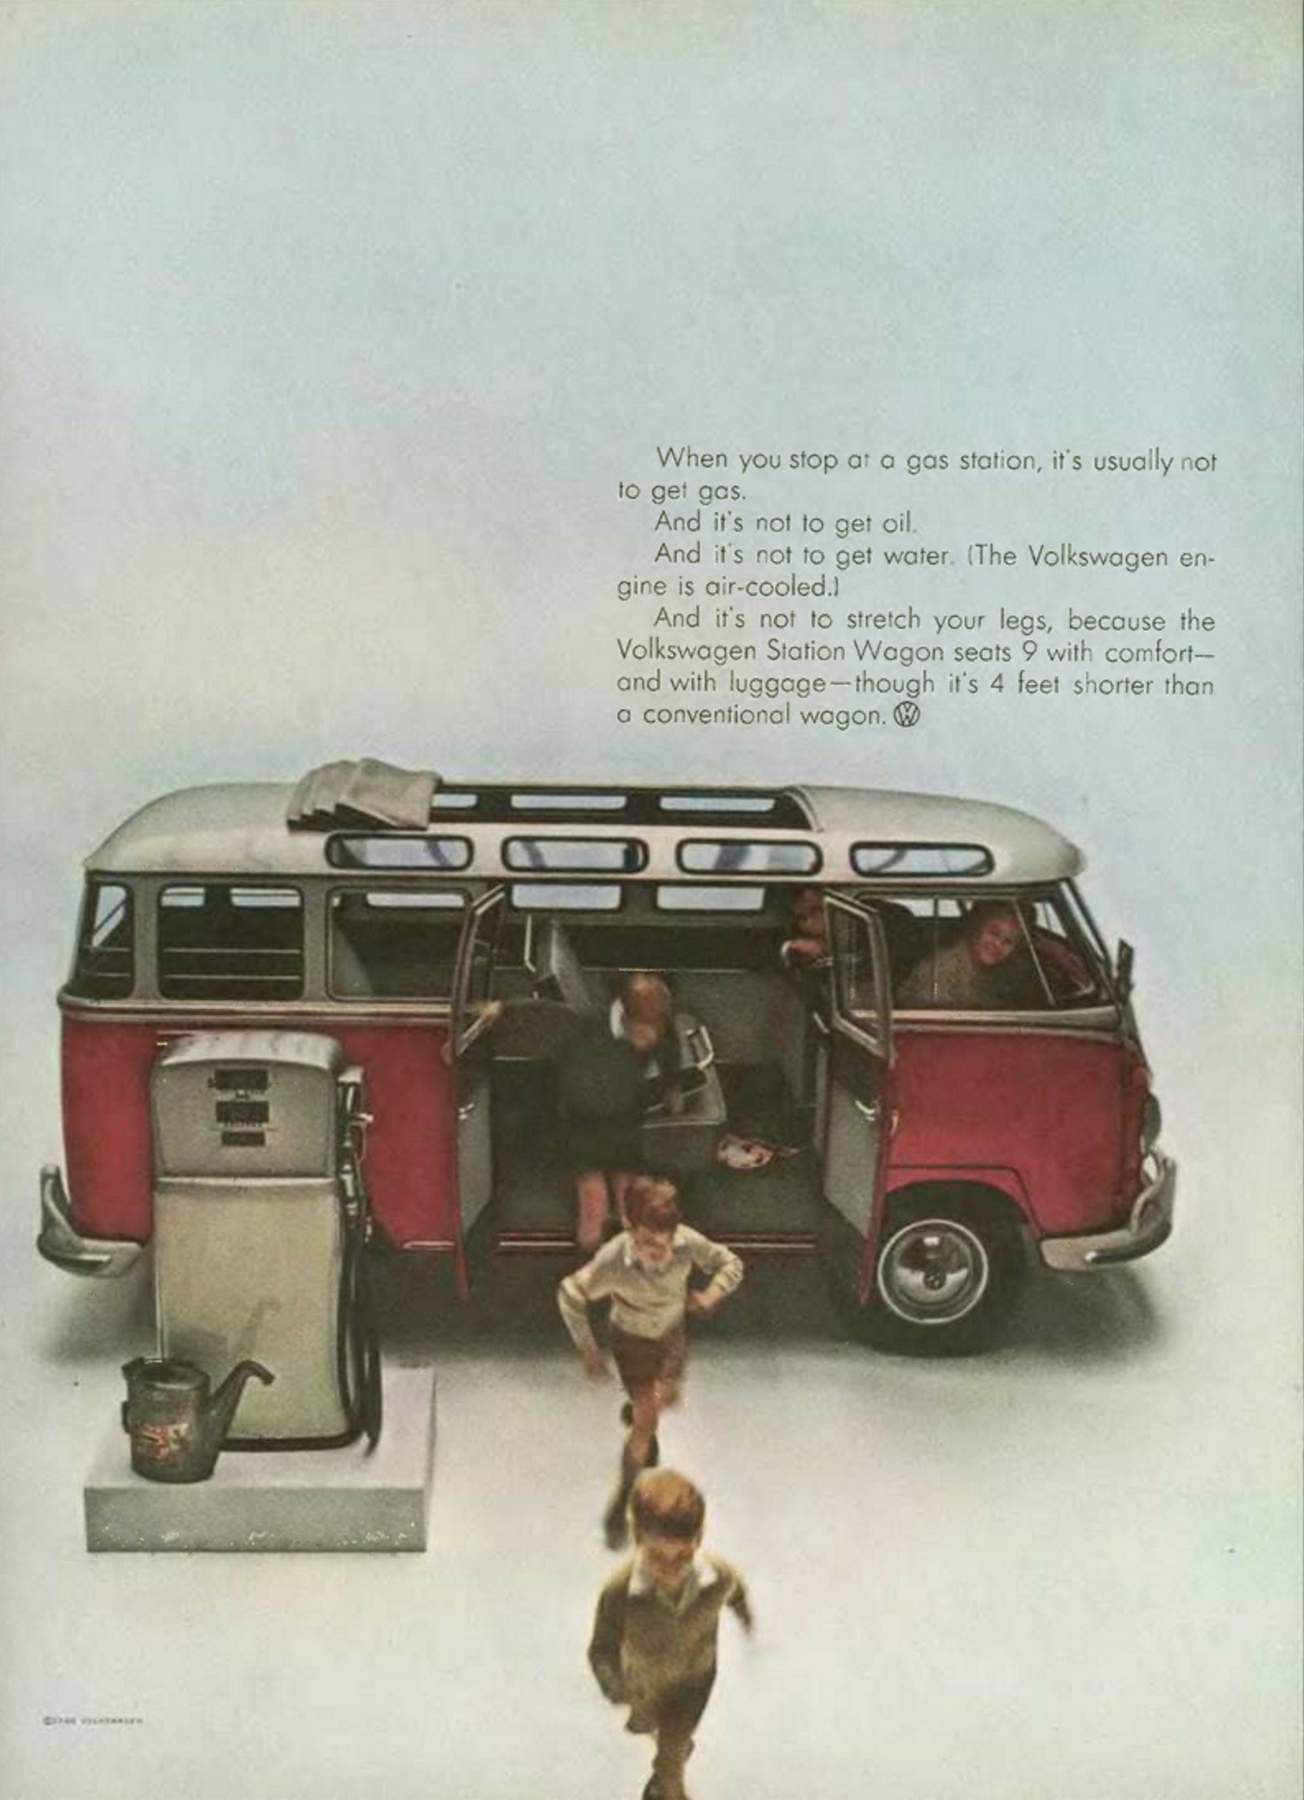 When you stop at a gas station, it's usually not
to get gas.
And it's not to get oil.
And it's not to get water. (The Volkswagen en-
gine is air-cooled.)
And it's not to stretch your legs, because the
Volkswagen Station Wagon seats 9 with comfort—
and with luggage—though it's 4 feet shorter than
a conventional wagon.
VOLKSWAGEN